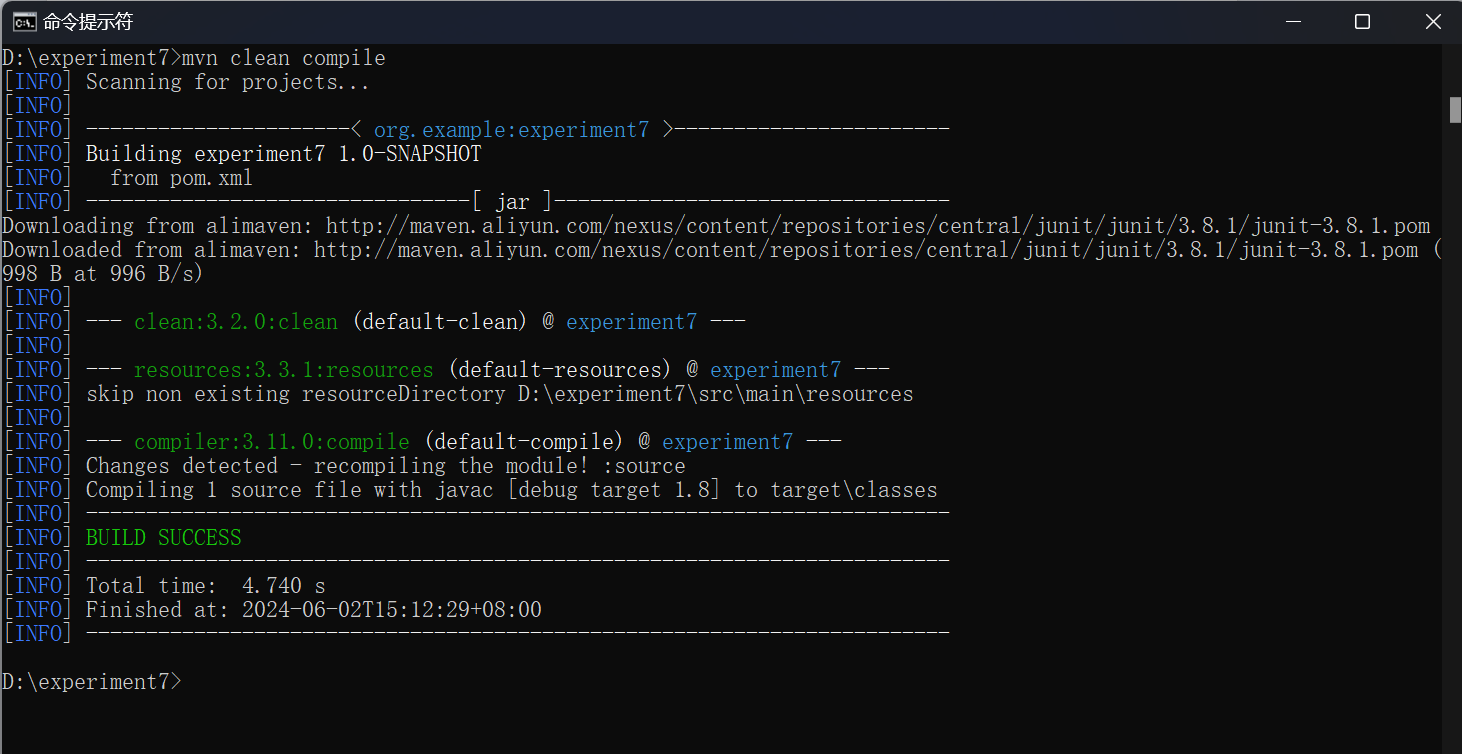 命令提示符
D:\experiment7>mvn clean compile
[INFO] Scanning for projects...
[INFO]
[INFO] ----------------------< org.example:experiment7 >-----------------------
[INFO] Building experiment7 1.0-SNAPSHOT
[INFO]   from pom.xml
[INFO] --------------------------------[ jar ]---------------------------------
Downloading from alimaven: http://maven.aliyun.com/nexus/content/repositories/central/junit/junit/3.8.1/junit-3.8.1.pom
Downloaded from alimaven: http://maven.aliyun.com/nexus/content/repositories/central/junit/junit/3.8.1/junit-3.8.1.pom (
998 B at 996 B/s)
[INFO]
[INFO] --- clean:3.2.0:clean (default-clean) @ experiment7 ---
[INFO]
[INFO] --- resources:3.3.1:resources (default-resources) @ experiment7 ---
[INFO] skip non existing resourceDirectory D:\experiment7\src\main\resources
[INFO]
[INFO] --- compiler:3.11.0:compile (default-compile) @ experiment7 ---
[INFO] Changes detected - recompiling the module! :source
[INFO] Compiling 1 source file with javac [debug target 1.8] to target\classes
[INFO] ------------------------------------------------------------------------
[INFO] BUILD SUCCESS
[INFO] ------------------------------------------------------------------------
[INFO] Total time:  4.740 s
[INFO] Finished at: 2024-06-02T15:12:29+08:00
[INFO] ------------------------------------------------------------------------
D:\experiment7>